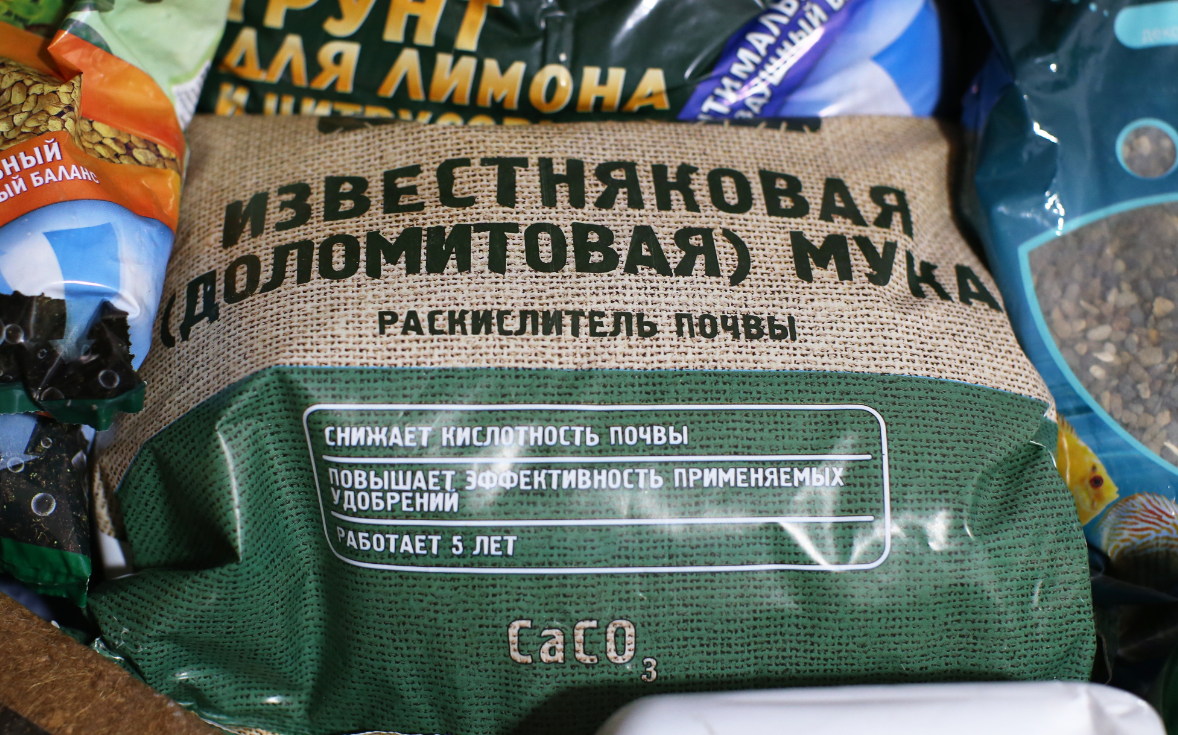 ГРУНТ
ДЛЯ ЛИМОНА
ИЗВЕСТНЯКОВАЯ
(ДОЛОМИТОВАЯ) МУКА
РАСКИСЛИТЕЛЬ ПОЧВЫ
СНИЖАЕТ КИСЛОТНОСТЬ ПОЧВЫ
ПОВЫШАЕТ ЭФФЕКТИВНОСТЬ ПРИМЕНЯЕМЫХ
УДОБРЕНИЙ
РАБОТАЕТ 5 ЛЕТ
CaCO3
БАЛАНС